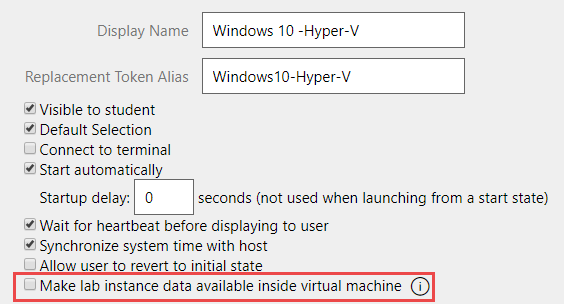 Display Name Windows 10 -Hyper-V
Replacement Token Alias Windows10-Hyper-V
Visible to student
Default Selection
Connect to terminal
Start automatically
Startup delay: 0 seconds (not used when launching from a start state)
Wait for heartbeat before displaying to user
Synchronize system time with host
Allow user to revert to initial state
Make lab instance data available inside virtual machine i